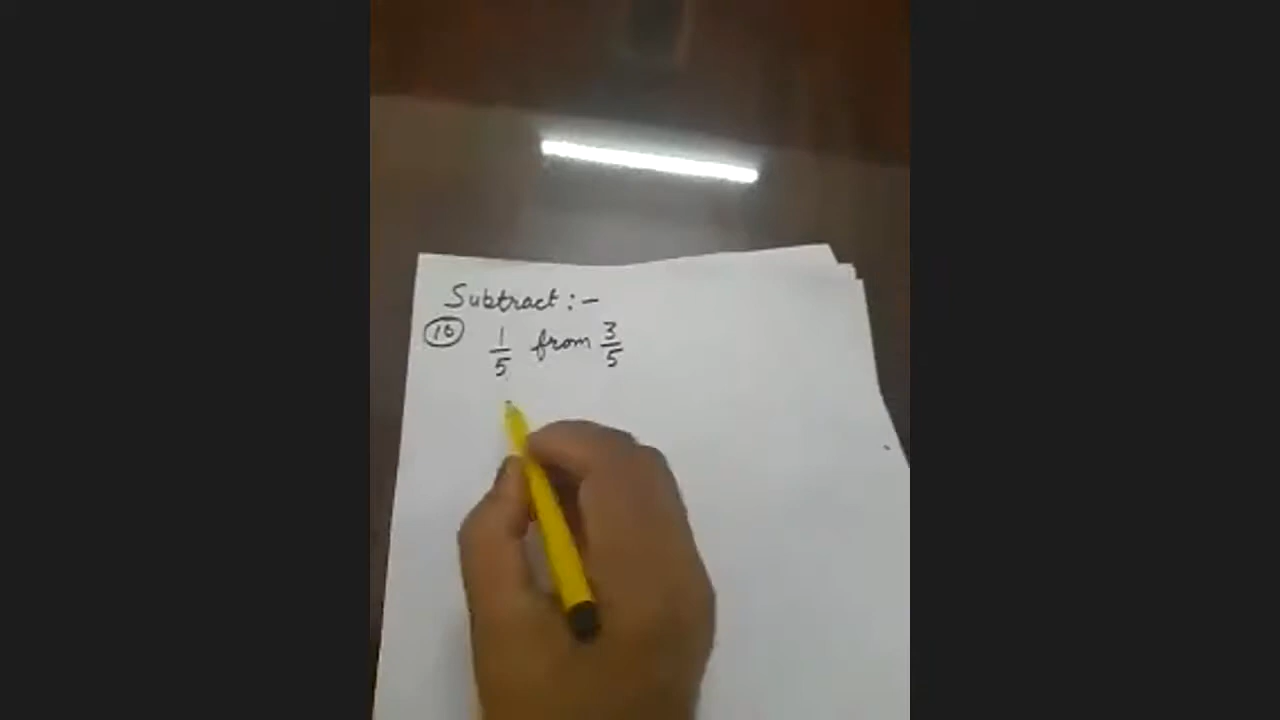 Subtract :-
(10) 1/5 from 3/5